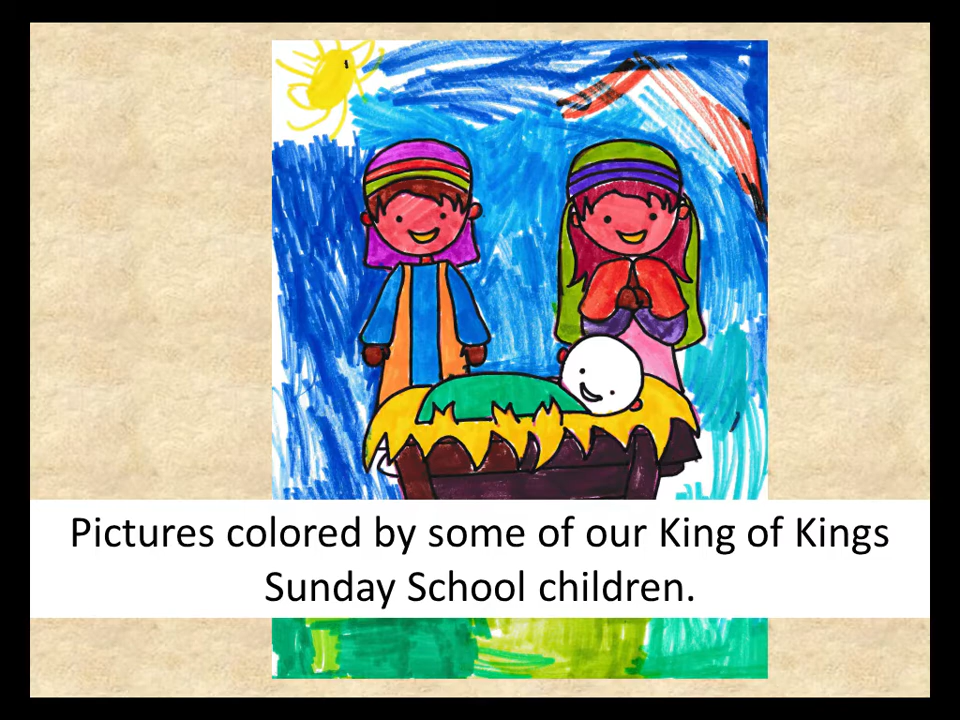 Pictures colored by some of our King of Kings
Sunday School children.